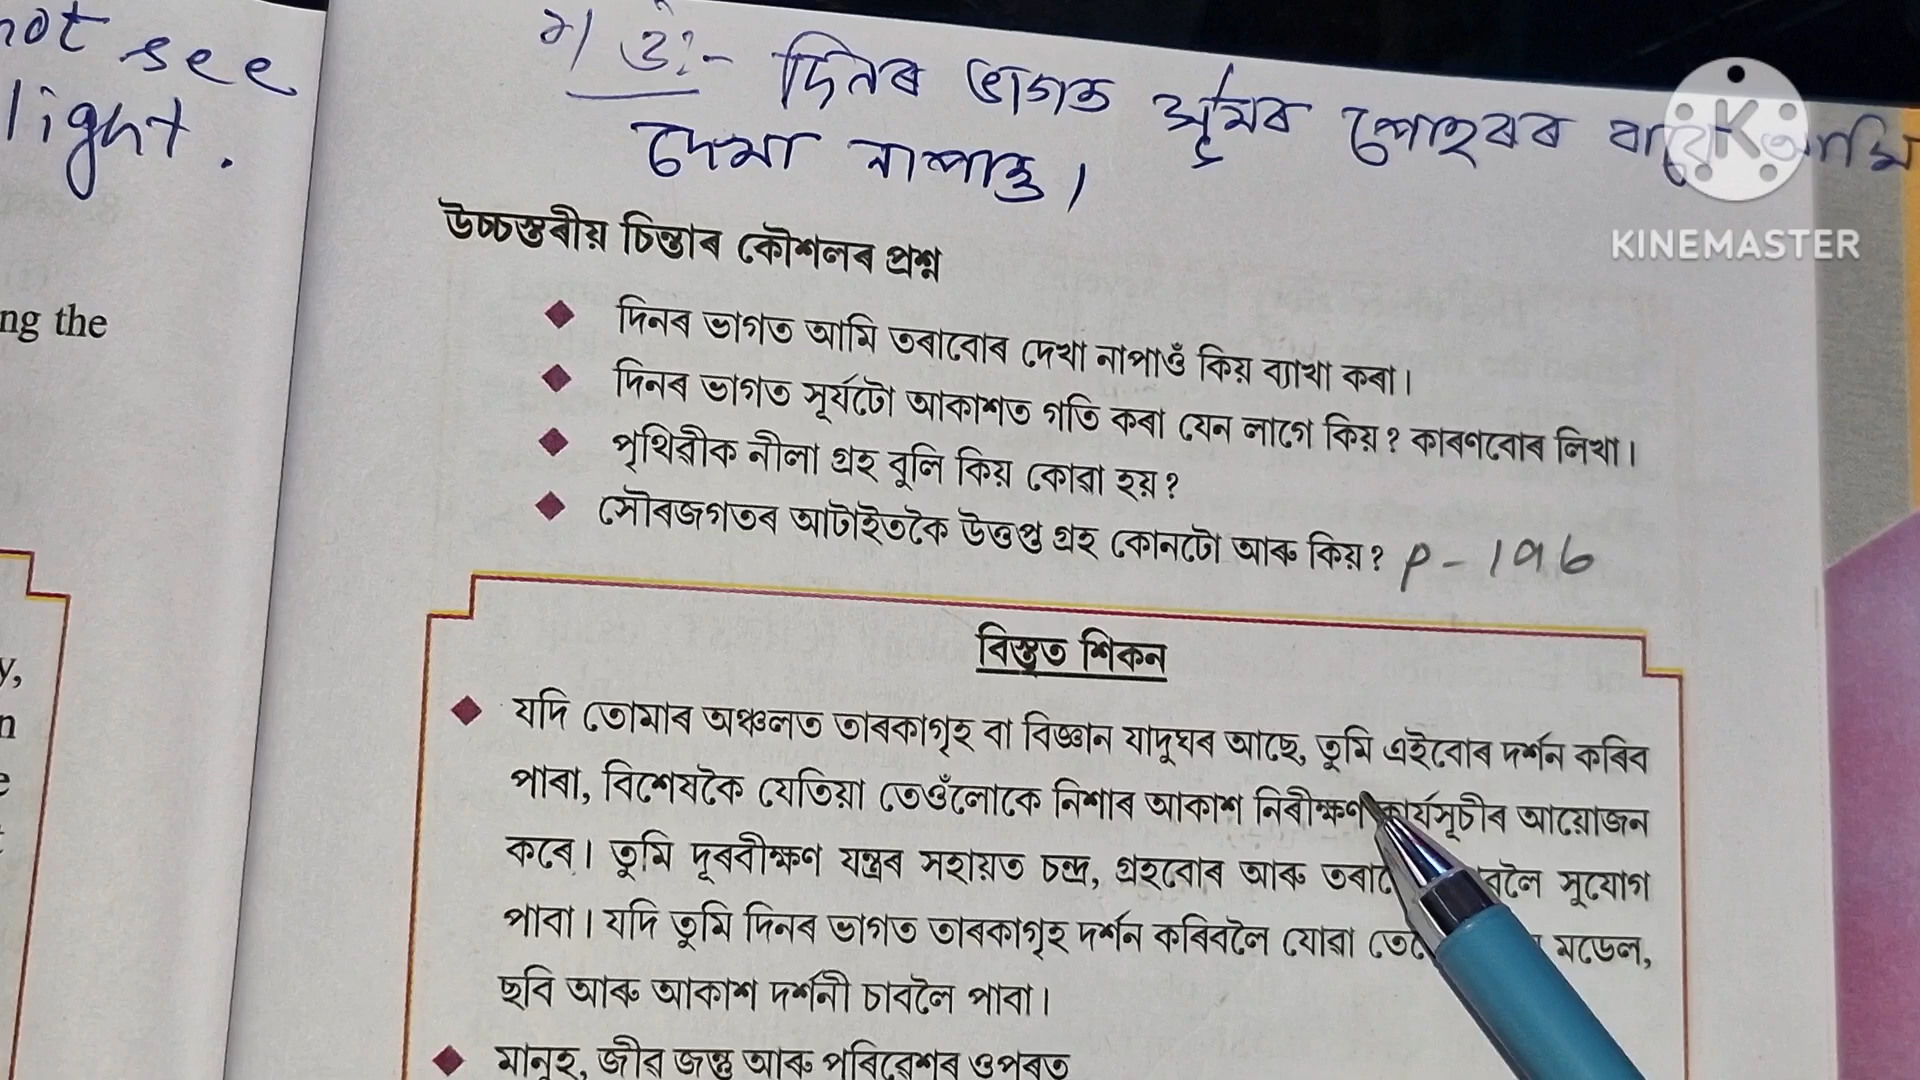 not see
light.
ng the
y,
n
e
১/ উঃ- দিনৰ ভাগত সূৰ্যৰ পোহৰৰ বাবে আমি
দেখা নাপাওঁ।
KINEMASTER
উচ্চস্তৰীয় চিন্তাৰ কৌশলৰ প্ৰশ্ন
◆ দিনৰ ভাগত আমি তৰাবোৰ দেখা নাপাওঁ কিয় ব্যাখা কৰা।
◆ দিনৰ ভাগত সূৰ্যটো আকাশত গতি কৰা যেন লাগে কিয়? কাৰণবোৰ লিখা।
◆ পৃথিৱীক নীলা গ্ৰহ বুলি কিয় কোৱা হয়?
◆ সৌৰজগতৰ আটাইতকৈ উত্তপ্ত গ্ৰহ কোনটো আৰু কিয়? P - 196
বিস্তৃত শিকন
◆ যদি তোমাৰ অঞ্চলত তাৰকাগৃহ বা বিজ্ঞান যাদুঘৰ আছে, তুমি এইবোৰ দৰ্শন কৰিব
পাৰা, বিশেষকৈ যেতিয়া তেওঁলোকে নিশাৰ আকাশ নিৰীক্ষণ কাৰ্যসূচীৰ আয়োজন
কৰে। তুমি দূৰবীক্ষণ যন্ত্ৰৰ সহায়ত চন্দ্ৰ, গ্ৰহবোৰ আৰু সুযোগ
পাবা। যদি তুমি দিনৰ ভাগত তাৰকাগৃহ দৰ্শন কৰিবলৈ যোৱা মডেল,
ছবি আৰু আকাশ দৰ্শনী চাবলৈ পাবা।
◆ মানুহ, জীৱ জন্তু আৰু পৰিৱেশৰ ওপৰত